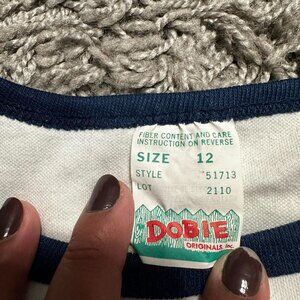 FIBER CONTENT AND CARE
INSTRUCTION ON REVERSE
SIZE 12
STYLE 51713
LOT 2110
DOBIE
ORIGINALS INC.